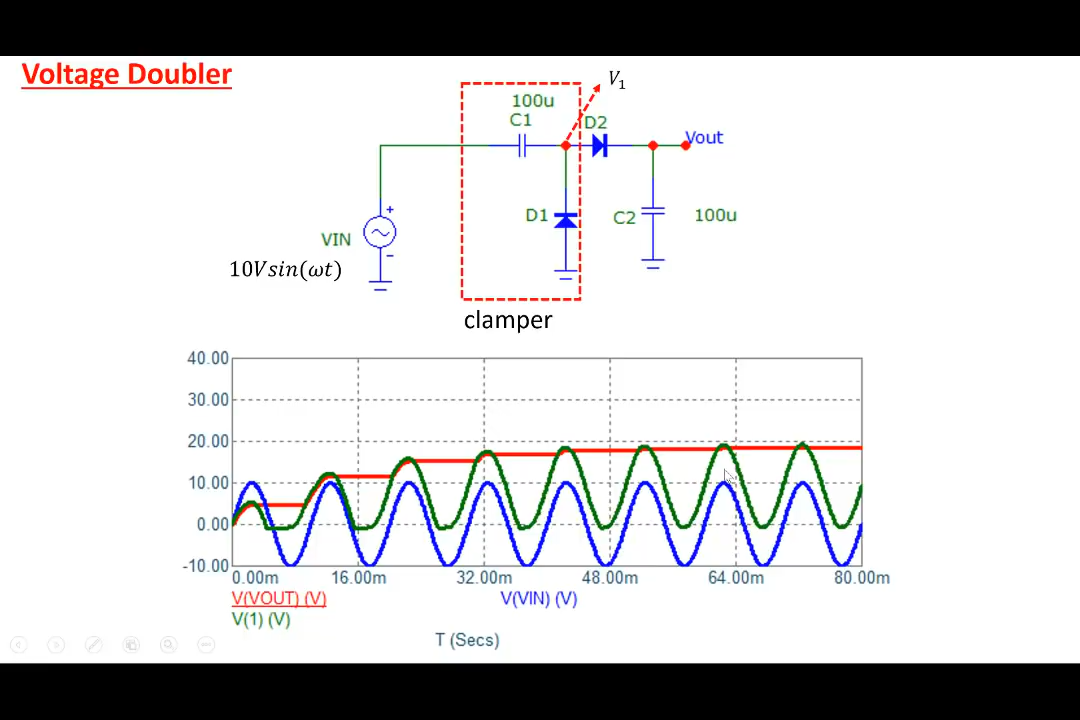 Voltage Doubler
V₁
100u
C1
D2
Vout
D1
C2
100u
VIN
+
-
10Vsin(ωt)
clamper
40.00
30.00
20.00
10.00
0.00
-10.00
0.00m 16.00m 32.00m 48.00m 64.00m 80.00m
V(VOUT) (V) V(VIN) (V)
V(1) (V)
T (Secs)